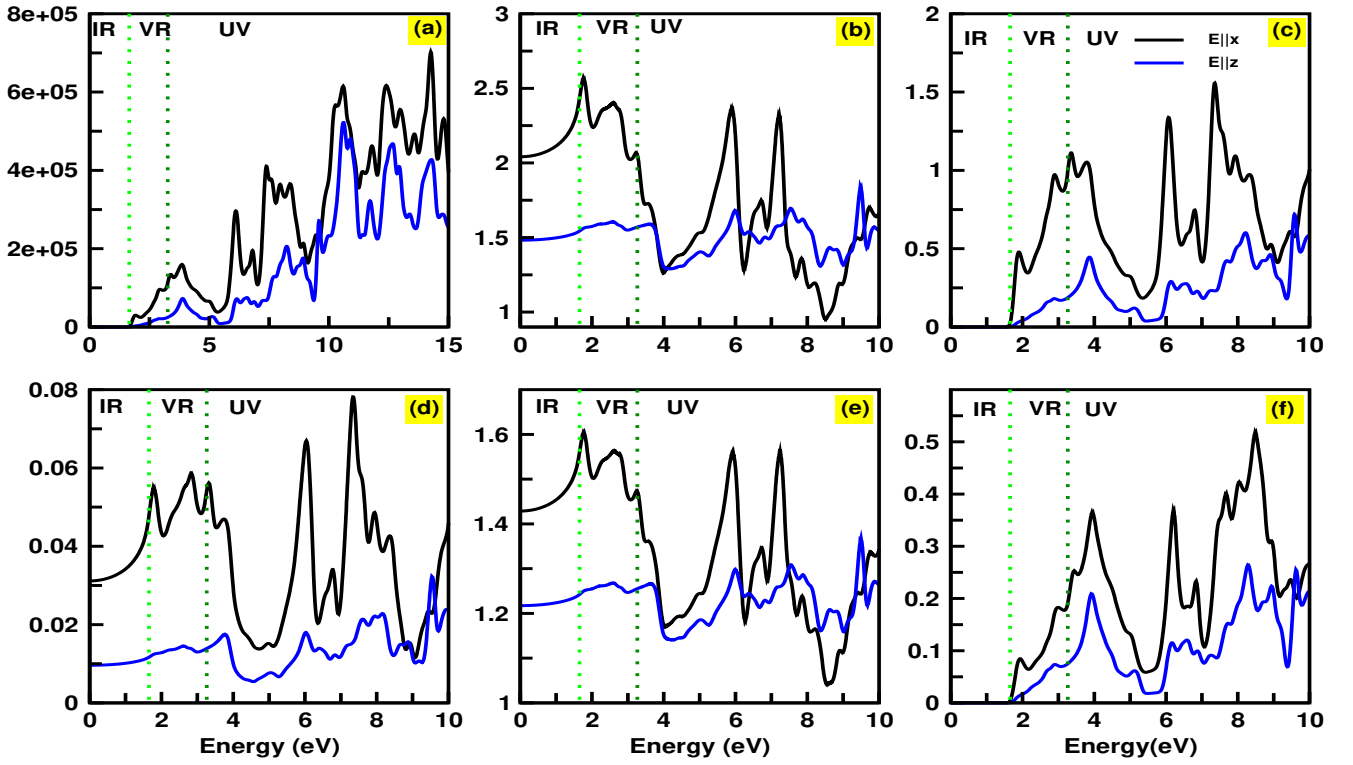 IR VR UV (a)
8e+05
6e+05
4e+05
2e+05
0
0 5 10 15
IR VR UV (b)
3
2.5
2
1.5
1
0 2 4 6 8 10
IR VR UV (c)
E||x
E||z
2
1.5
1
0.5
0
0 2 4 6 8 10
IR VR UV (d)
0.08
0.06
0.04
0.02
0
0 2 4 6 8 10
Energy (eV)
IR VR UV (e)
1.6
1.4
1.2
1
0 2 4 6 8 10
Energy (eV)
IR VR UV (f)
0.5
0.4
0.3
0.2
0.1
0
0 2 4 6 8 10
Energy(eV)